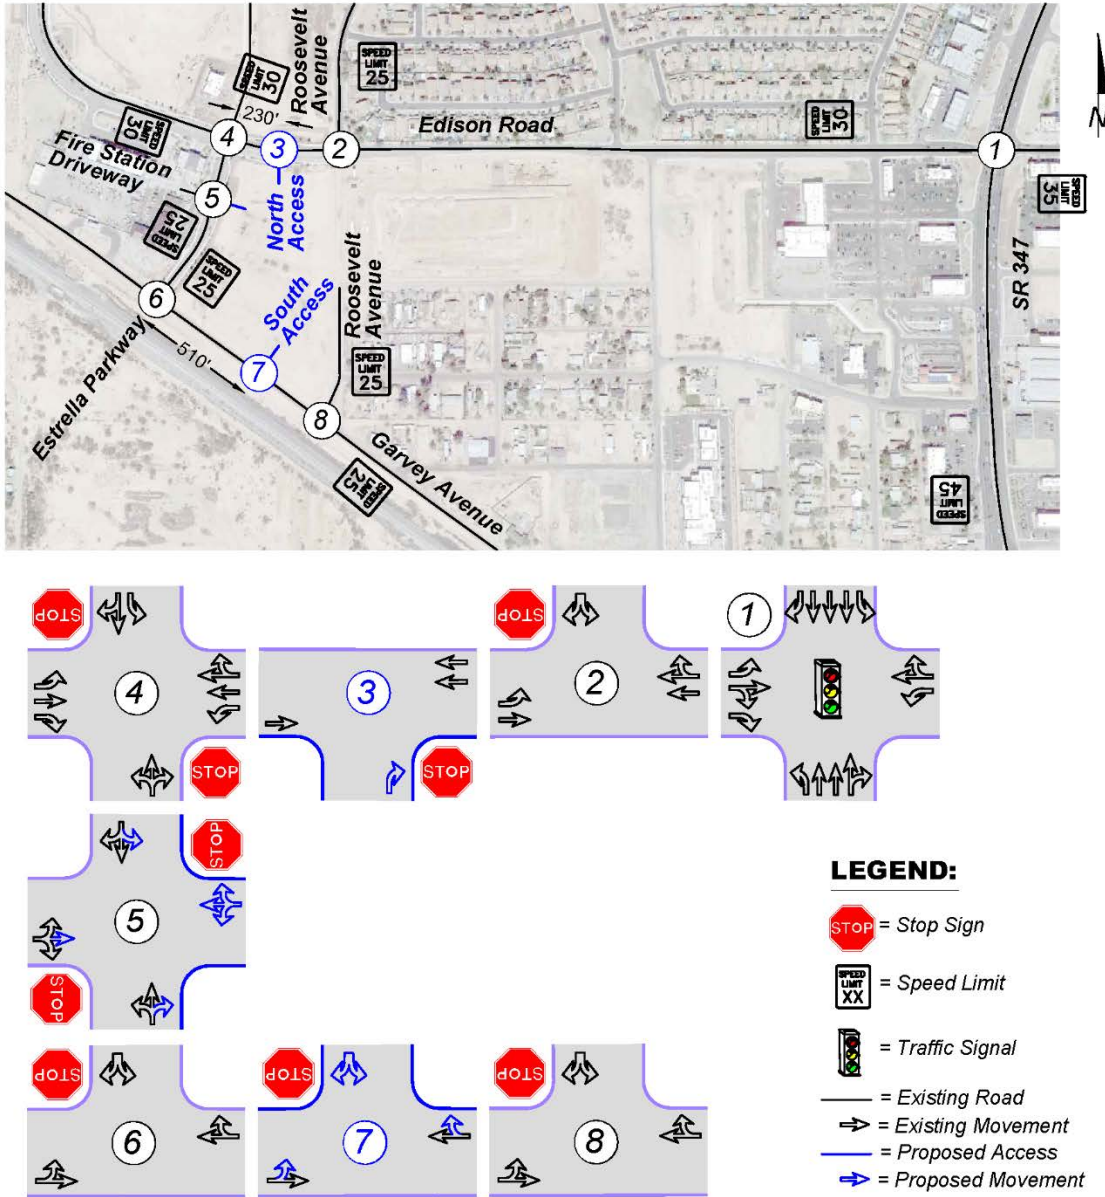 SPEED LIMIT 30
Roosevelt Avenue
SPEED LIMIT 25
230'
SPEED LIMIT 30
Edison Road
SPEED LIMIT 30
N
4
3
2
1
Fire Station Driveway
5
North Access
SPEED LIMIT 35
SPEED LIMIT 25
SPEED LIMIT 25
SR 347
6
South Access
Roosevelt Avenue
Estrella Parkway
510'
7
SPEED LIMIT 25
8
Garvey Avenue
SPEED LIMIT 25
SPEED LIMIT 45
STOP
4
STOP
3
STOP
STOP
2
1
STOP
5
STOP
LEGEND:
STOP = Stop Sign
SPEED LIMIT XX = Speed Limit
= Traffic Signal
= Existing Road
= Existing Movement
= Proposed Access
= Proposed Movement
STOP
6
STOP
7
STOP
8